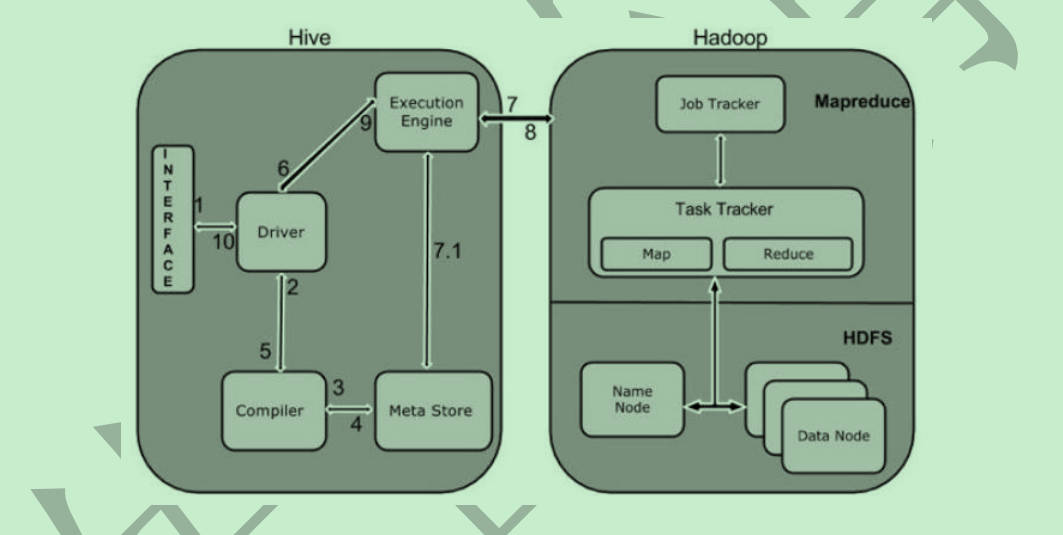 Hive
Hadoop
Execution
Engine
7
8
Job Tracker
Mapreduce
9
6
INTERFACE
1
10
Driver
7.1
Task Tracker
Map
Reduce
2
5
HDFS
Compiler
3
4
Meta Store
Name
Node
Data Node